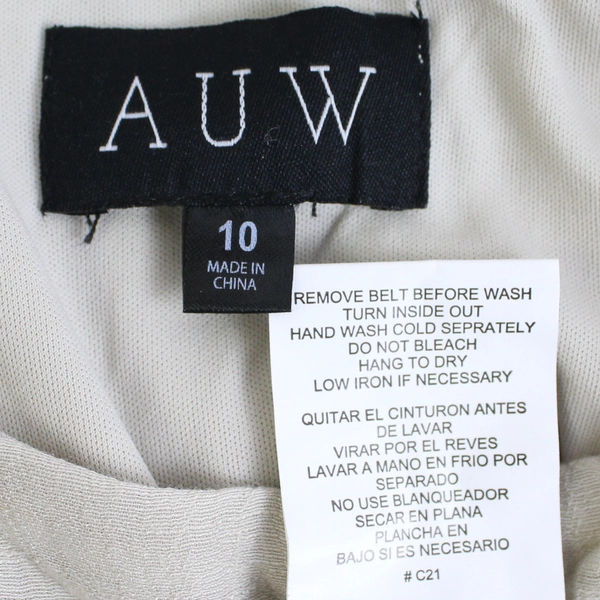 AUW
10
MADE IN
CHINA
REMOVE BELT BEFORE WASH
TURN INSIDE OUT
HAND WASH COLD SEPRATELY
DO NOT BLEACH
HANG TO DRY
LOW IRON IF NECESSARY
QUITAR EL CINTURON ANTES
DE LAVAR
VIRAR POR EL REVES
LAVAR A MANO EN FRIO POR
SEPARADO
NO USE BLANQUEADOR
SECAR EN PLANA
PLANCHA EN
BAJO SI ES NECESARIO
# C21